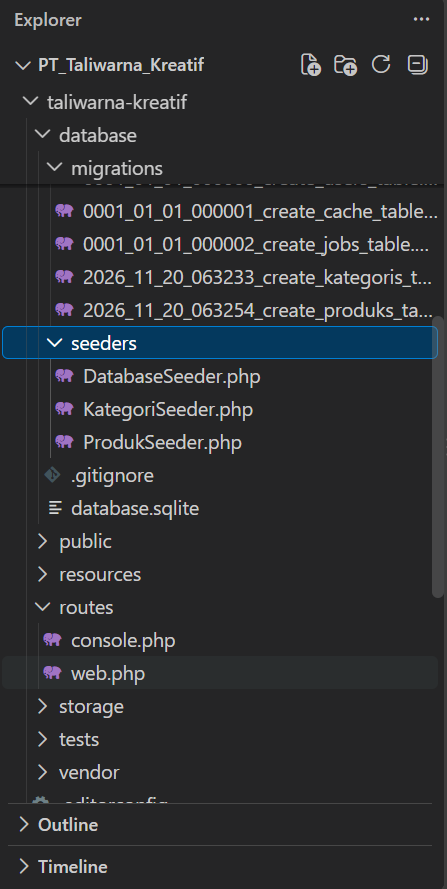 Explorer
PT_Taliwarna_Kreatif
taliwarna-kreatif
database
migrations
0001_01_01_000001_create_cache_table...
0001_01_01_000002_create_jobs_table....
2026_11_20_063233_create_kategoris_t...
2026_11_20_063254_create_produks_ta...
seeders
DatabaseSeeder.php
KategoriSeeder.php
ProdukSeeder.php
.gitignore
database.sqlite
public
resources
routes
console.php
web.php
storage
tests
vendor
.editorconfig
Outline
Timeline